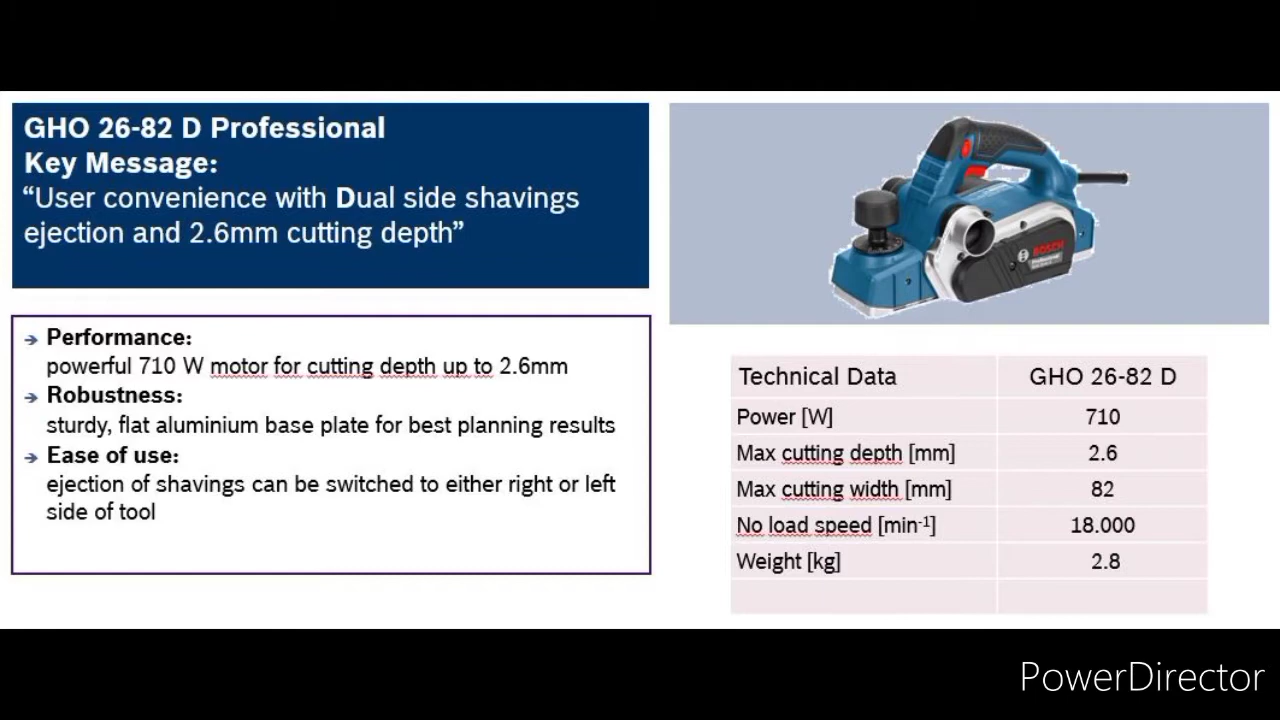 GHO 26-82 D Professional
Key Message:
“User convenience with Dual side shavings
ejection and 2.6mm cutting depth”
BOSCH
Professional
→ Performance:
powerful 710 W motor for cutting depth up to 2.6mm
→ Robustness:
sturdy, flat aluminium base plate for best planning results
→ Ease of use:
ejection of shavings can be switched to either right or left
side of tool
Technical Data GHO 26-82 D
Power [W] 710
Max cutting depth [mm] 2.6
Max cutting width [mm] 82
No load speed [min-1] 18.000
Weight [kg] 2.8
PowerDirector